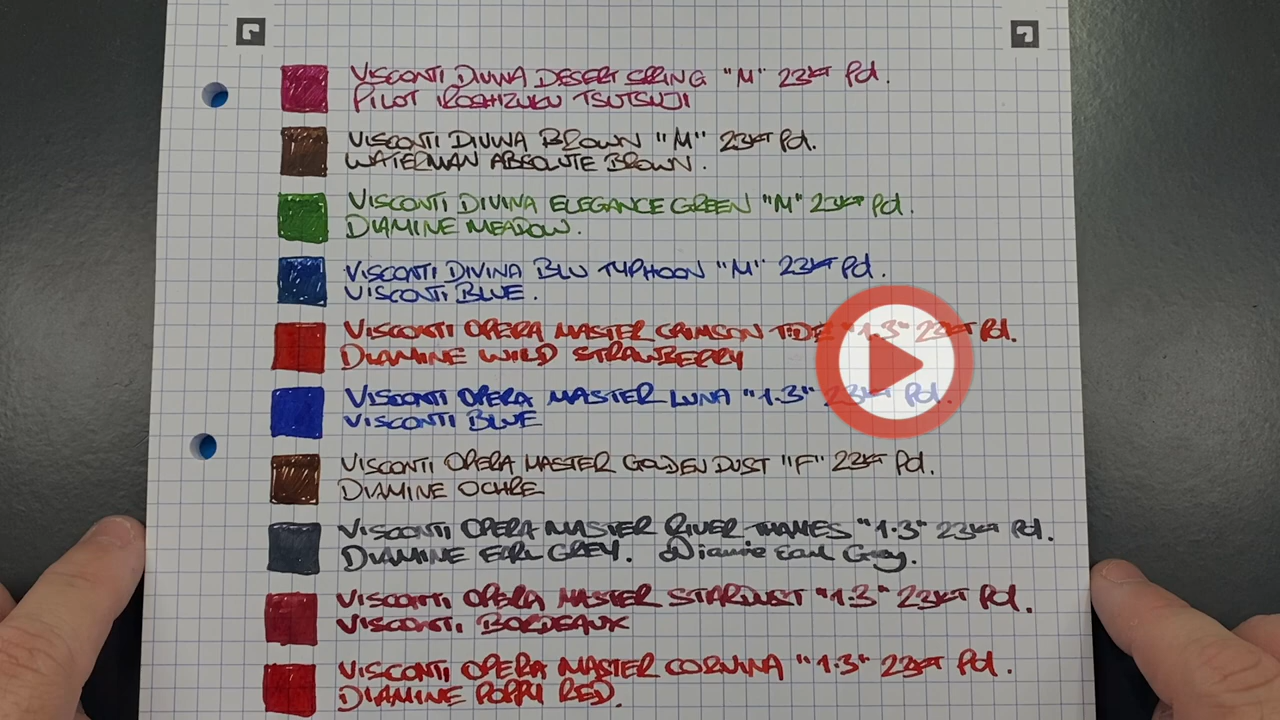 VISCONTI DIVINA DESERT SPRING "M" 23KT Pd.
PILOT IROSHIZUKU TSUTSUJI
VISCONTI DIVINA BROWN "M" 23KT Pd.
WATERMAN ABSOLUTE BROWN.
VISCONTI DIVINA ELEGANCE GREEN "M" 23KT Pd.
DIAMINE MEADOW.
VISCONTI DIVINA BLU TYPHOON "M" 23KT Pd.
VISCONTI BLUE.
VISCONTI OPERA MASTER CRIMSON TIDE "1.3" 23KT Pd.
DIAMINE WILD STRAWBERRY
VISCONTI OPERA MASTER LUNA "1.3" 23KT Pd.
VISCONTI BLUE
VISCONTI OPERA MASTER GOLDEN DUST "F" 23KT Pd.
DIAMINE OCHRE
VISCONTI OPERA MASTER RIVER THAMES "1.3" 23KT Pd.
DIAMINE EARL GREY. Diamine Earl Grey.
VISCONTI OPERA MASTER STARDUST "1.3" 23KT Pd.
VISCONTI. BORDEAUX
VISCONTI OPERA MASTER CORVINA "1.3" 23KT Pd.
DIAMINE POPPY RED.